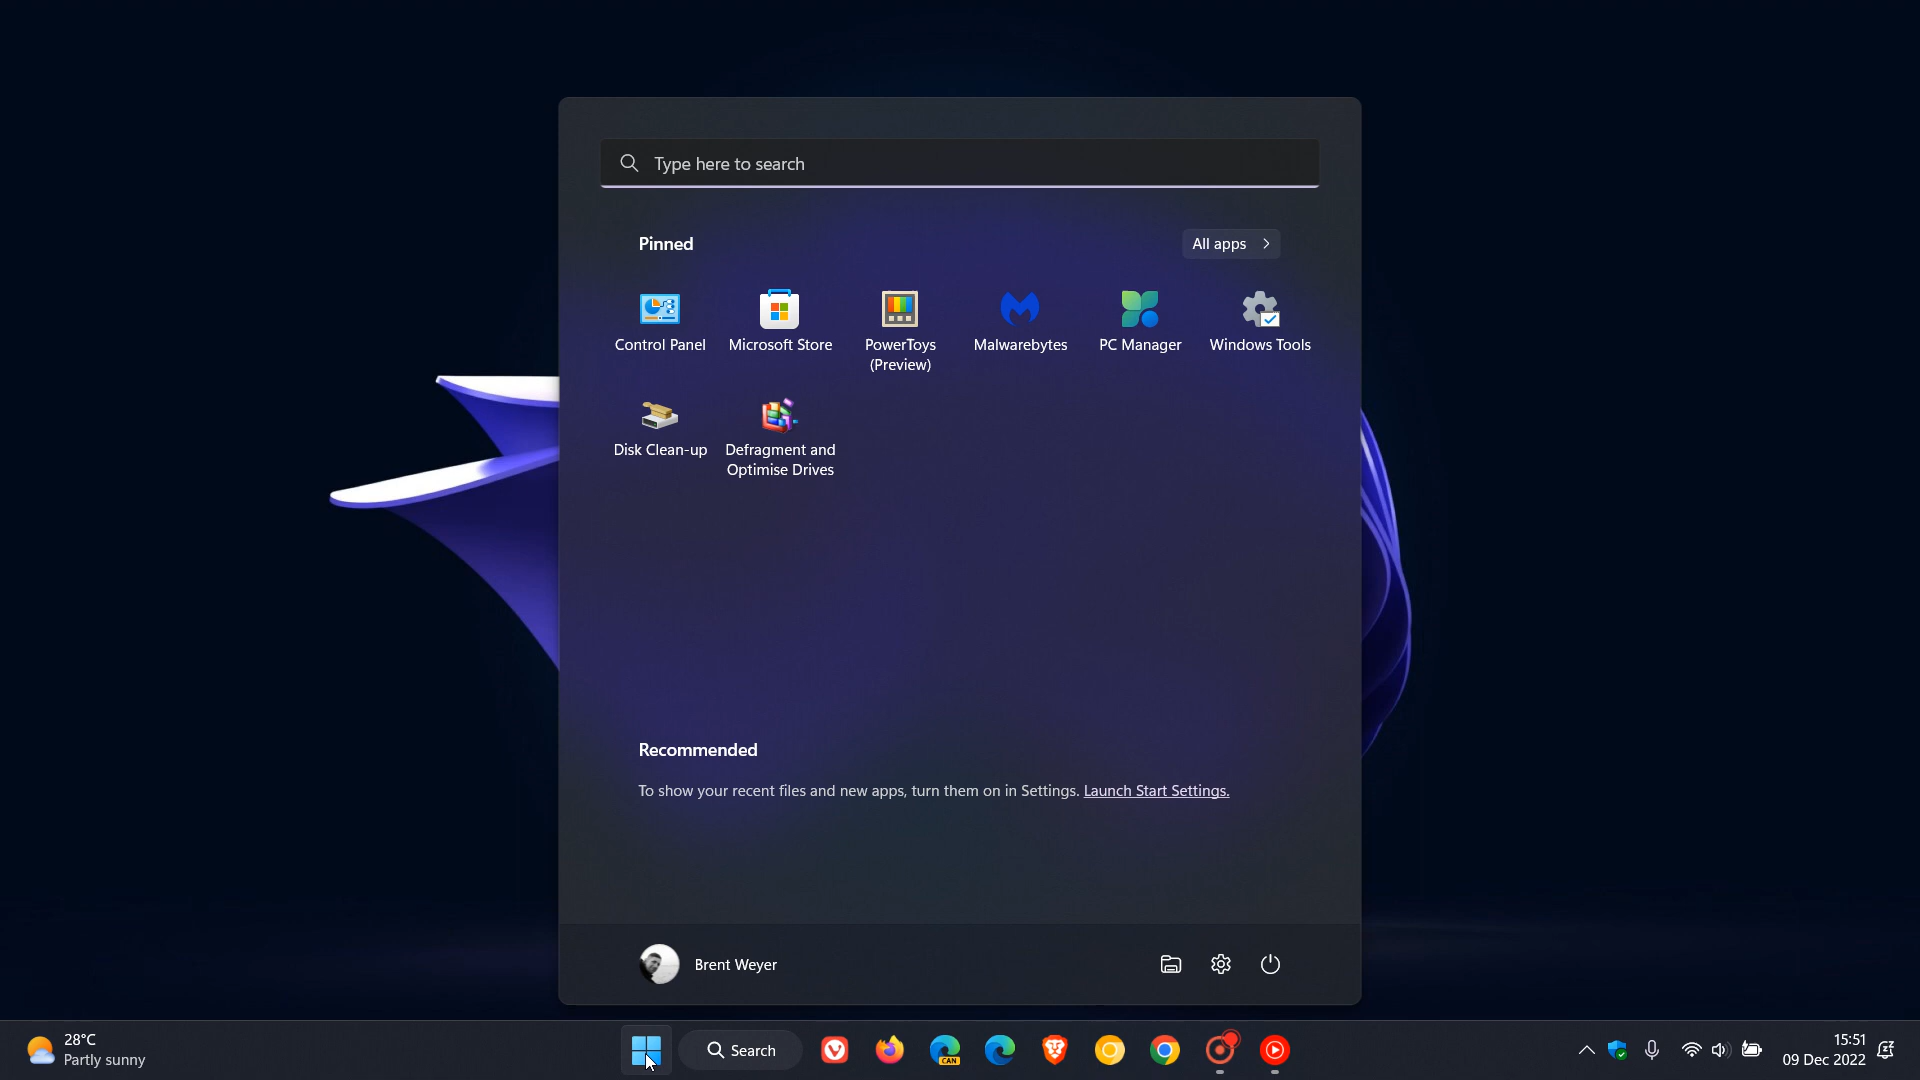 Type here to search
Pinned
All apps
Control Panel
Microsoft Store
PowerToys
(Preview)
Malwarebytes
PC Manager
Windows Tools
Disk Clean-up
Defragment and
Optimise Drives
Recommended
To show your recent files and new apps, turn them on in Settings. Launch Start Settings.
Brent Weyer
28°C
Partly sunny
Search
CAN
15:51
09 Dec 2022